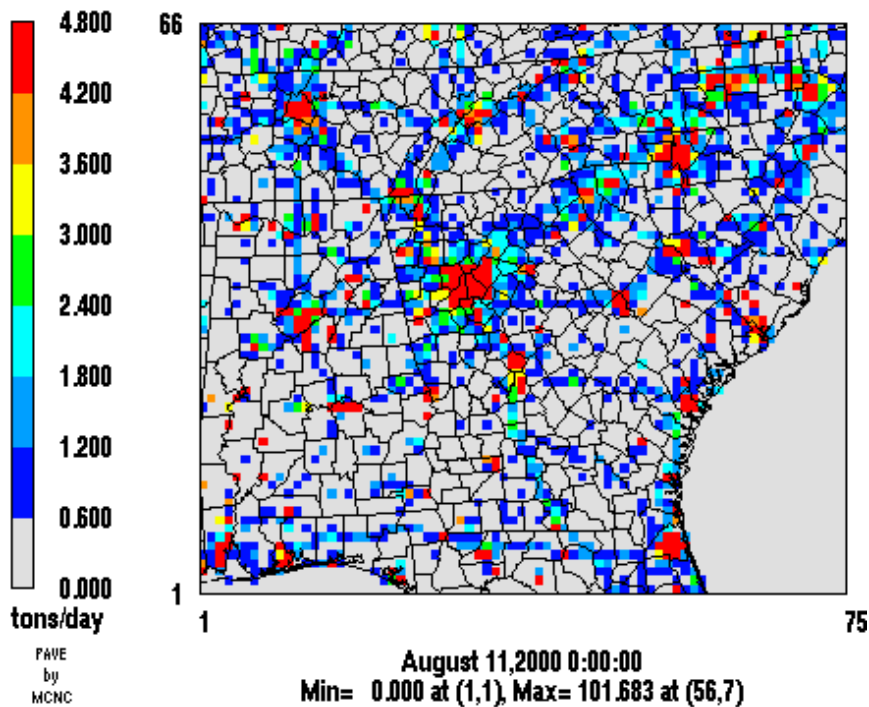 4.800
4.200
3.600
3.000
2.400
1.800
1.200
0.600
0.000
tons/day
PAVE
by
MCNC
66
1
1
75
August 11,2000 0:00:00
Min= 0.000 at (1,1), Max= 101.683 at (56,7)